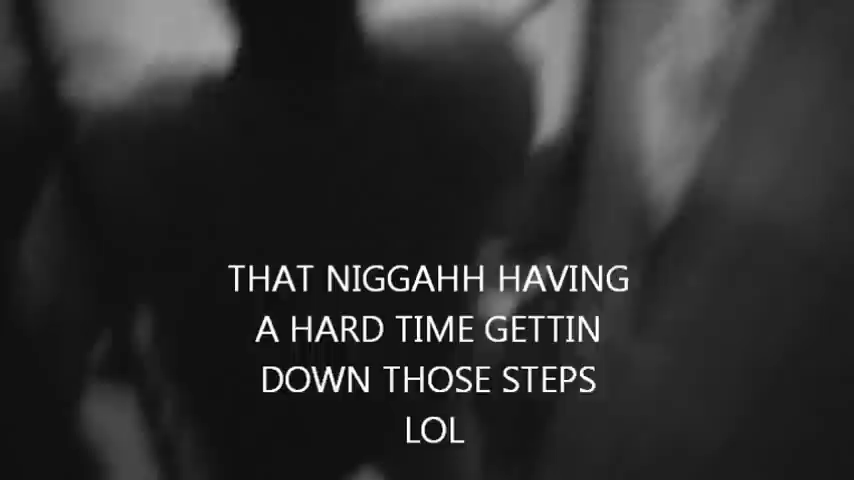 THAT NIGGAHH HAVING
A HARD TIME GETTIN
DOWN THOSE STEPS
LOL